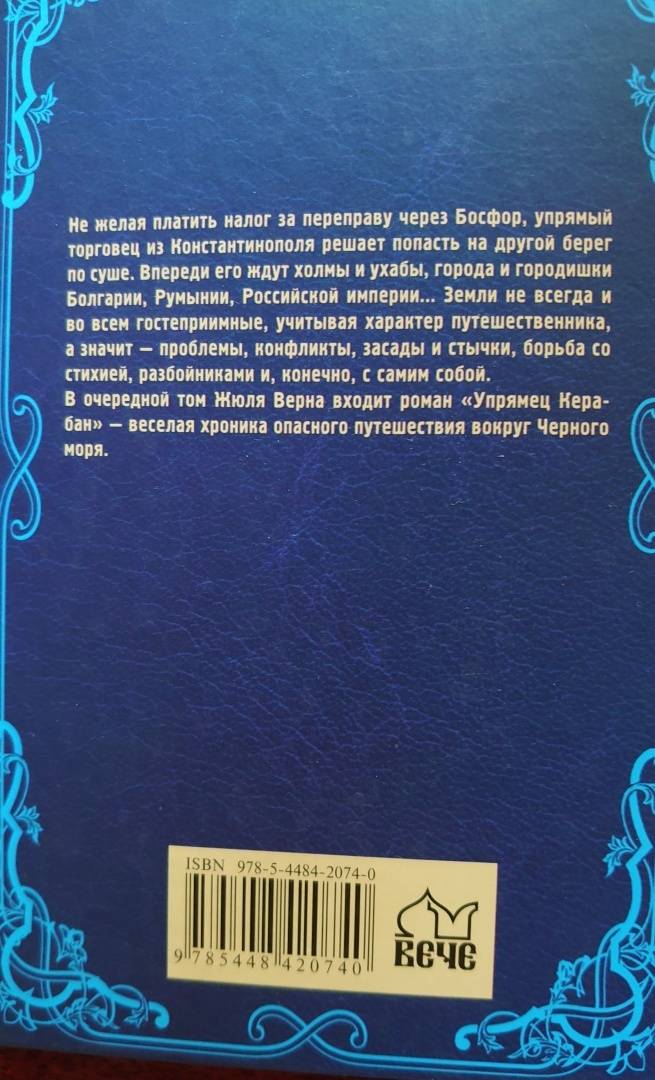 Не желая платить налог за переправу через Босфор, упрямый
торговец из Константинополя решает попасть на другой берег
по суше. Впереди его ждут холмы и ухабы, города и городишки
Болгарии, Румынии, Российской империи... Земли не всегда и
во всем гостеприимные, учитывая характер путешественника,
а значит — проблемы, конфликты, засады и стычки, борьба со
стихией, разбойниками и, конечно, с самим собой.
В очередной том Жюля Верна входит роман «Упрямец Кера-
бан» — веселая хроника опасного путешествия вокруг Черного
моря.
ISBN 978-5-4484-2074-0
9 785448 420740
ВЕЧЕ